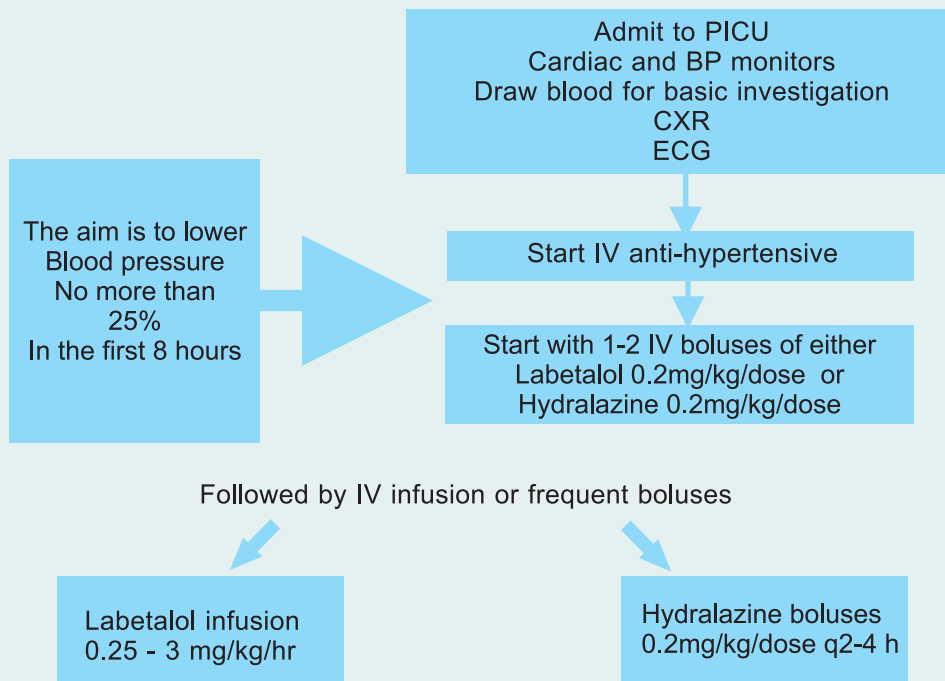 Admit to PICU
Cardiac and BP monitors
Draw blood for basic investigation
CXR
ECG
The aim is to lower
Blood pressure
No more than
25%
In the first 8 hours
Start IV anti-hypertensive
Start with 1-2 IV boluses of either
Labetalol 0.2mg/kg/dose or
Hydralazine 0.2mg/kg/dose
Followed by IV infusion or frequent boluses
Labetalol infusion
0.25 - 3 mg/kg/hr
Hydralazine boluses
0.2mg/kg/dose q2-4 h